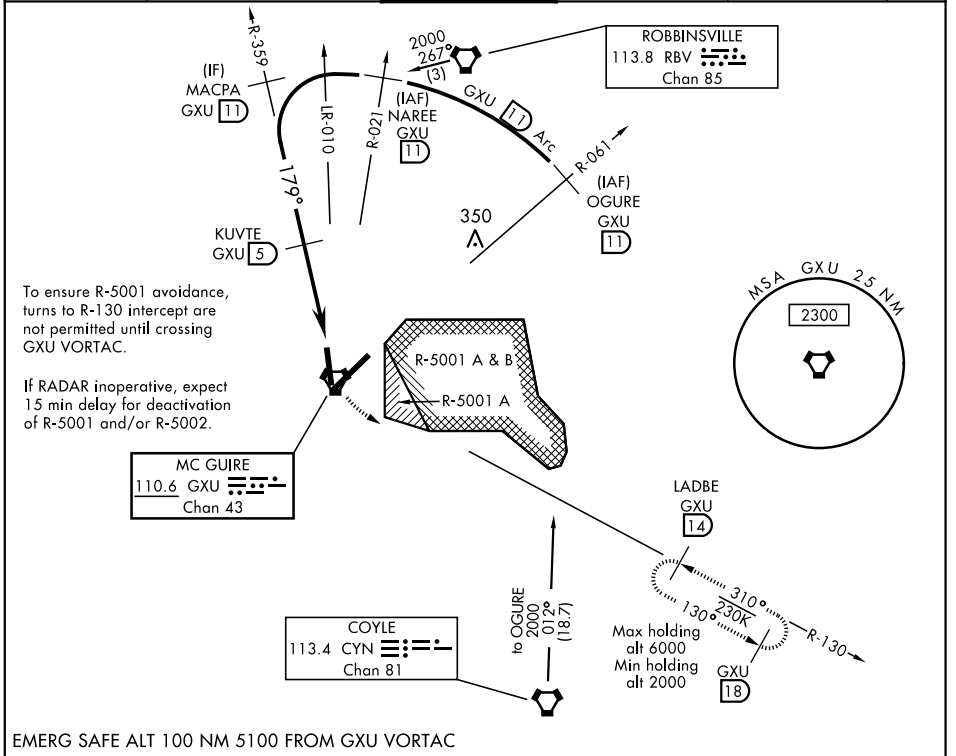 R-359
(IF)
MACPA
GXU 11
LR-010
R-021
2000
267°
(3)
(IAF)
NAREE
GXU
11
GXU 11 Arc
R-061
(IAF)
OGURE
GXU
11
ROBBINSVILLE
113.8 RBV
Chan 85
179°
KUVTE
GXU 5
350
To ensure R-5001 avoidance,
turns to R-130 intercept are
not permitted until crossing
GXU VORTAC.
If RADAR inoperative, expect
15 min delay for deactivation
of R-5001 and/or R-5002.
R-5001 A & B
R-5001 A
MSA GXU 25 NM
2300
MC GUIRE
110.6 GXU
Chan 43
LADBE
GXU
14
310°
230K
130°
R-130
Max holding
alt 6000
Min holding
alt 2000
GXU
18
to OGURE
2000
012°
(18.7)
COYLE
113.4 CYN
Chan 81
EMERG SAFE ALT 100 NM 5100 FROM GXU VORTAC